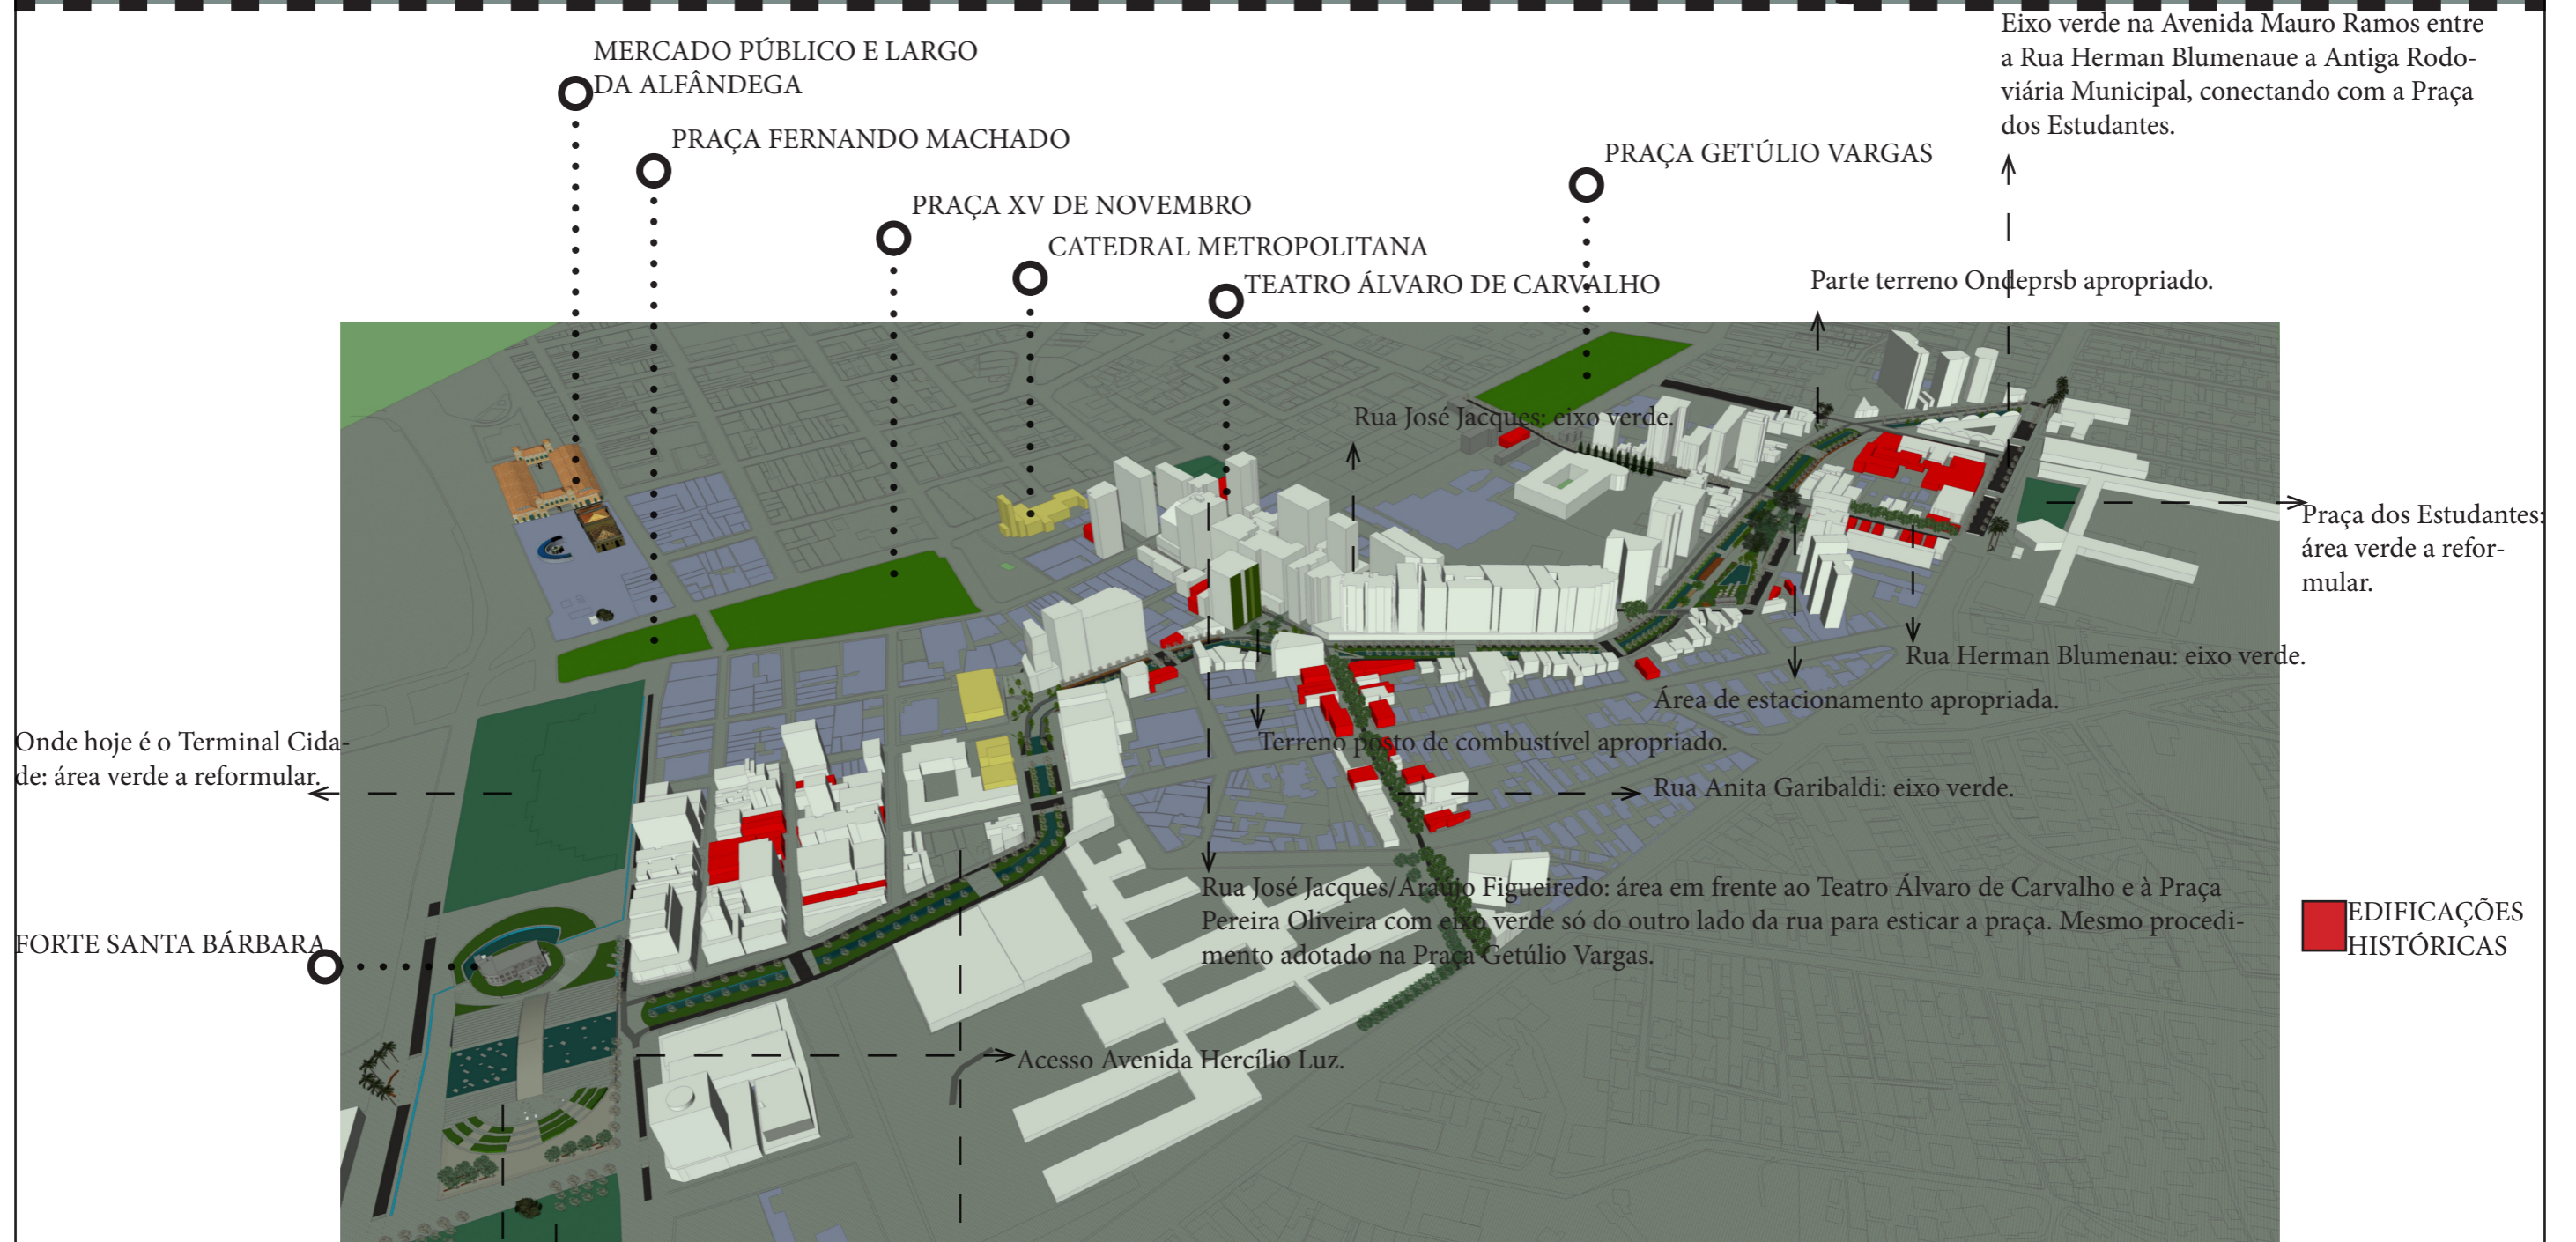 Eixo verde na Avenida Mauro Ramos entre
a Rua Herman Blumenaue a Antiga Rodo-
viária Municipal, conectando com a Praça
dos Estudantes.
MERCADO PÚBLICO E LARGO
DA ALFÂNDEGA
PRAÇA FERNANDO MACHADO
PRAÇA GETÚLIO VARGAS
PRAÇA XV DE NOVEMBRO
CATEDRAL METROPOLITANA
TEATRO ÁLVARO DE CARVALHO
Parte terreno Ondeprsb apropriado.
Rua José Jacques: eixo verde.
Praça dos Estudantes:
área verde a refor-
mular.
Rua Herman Blumenau: eixo verde.
Área de estacionamento apropriada.
Onde hoje é o Terminal Cida-
de: área verde a reformular.
Terreno posto de combustível apropriado.
Rua Anita Garibaldi: eixo verde.
Rua José Jacques/Araújo Figueiredo: área em frente ao Teatro Álvaro de Carvalho e à Praça
Pereira Oliveira com eixo verde só do outro lado da rua para esticar a praça. Mesmo procedi-
mento adotado na Praça Getúlio Vargas.
FORTE SANTA BÁRBARA
EDIFICAÇÕES
HISTÓRICAS
Acesso Avenida Hercílio Luz.